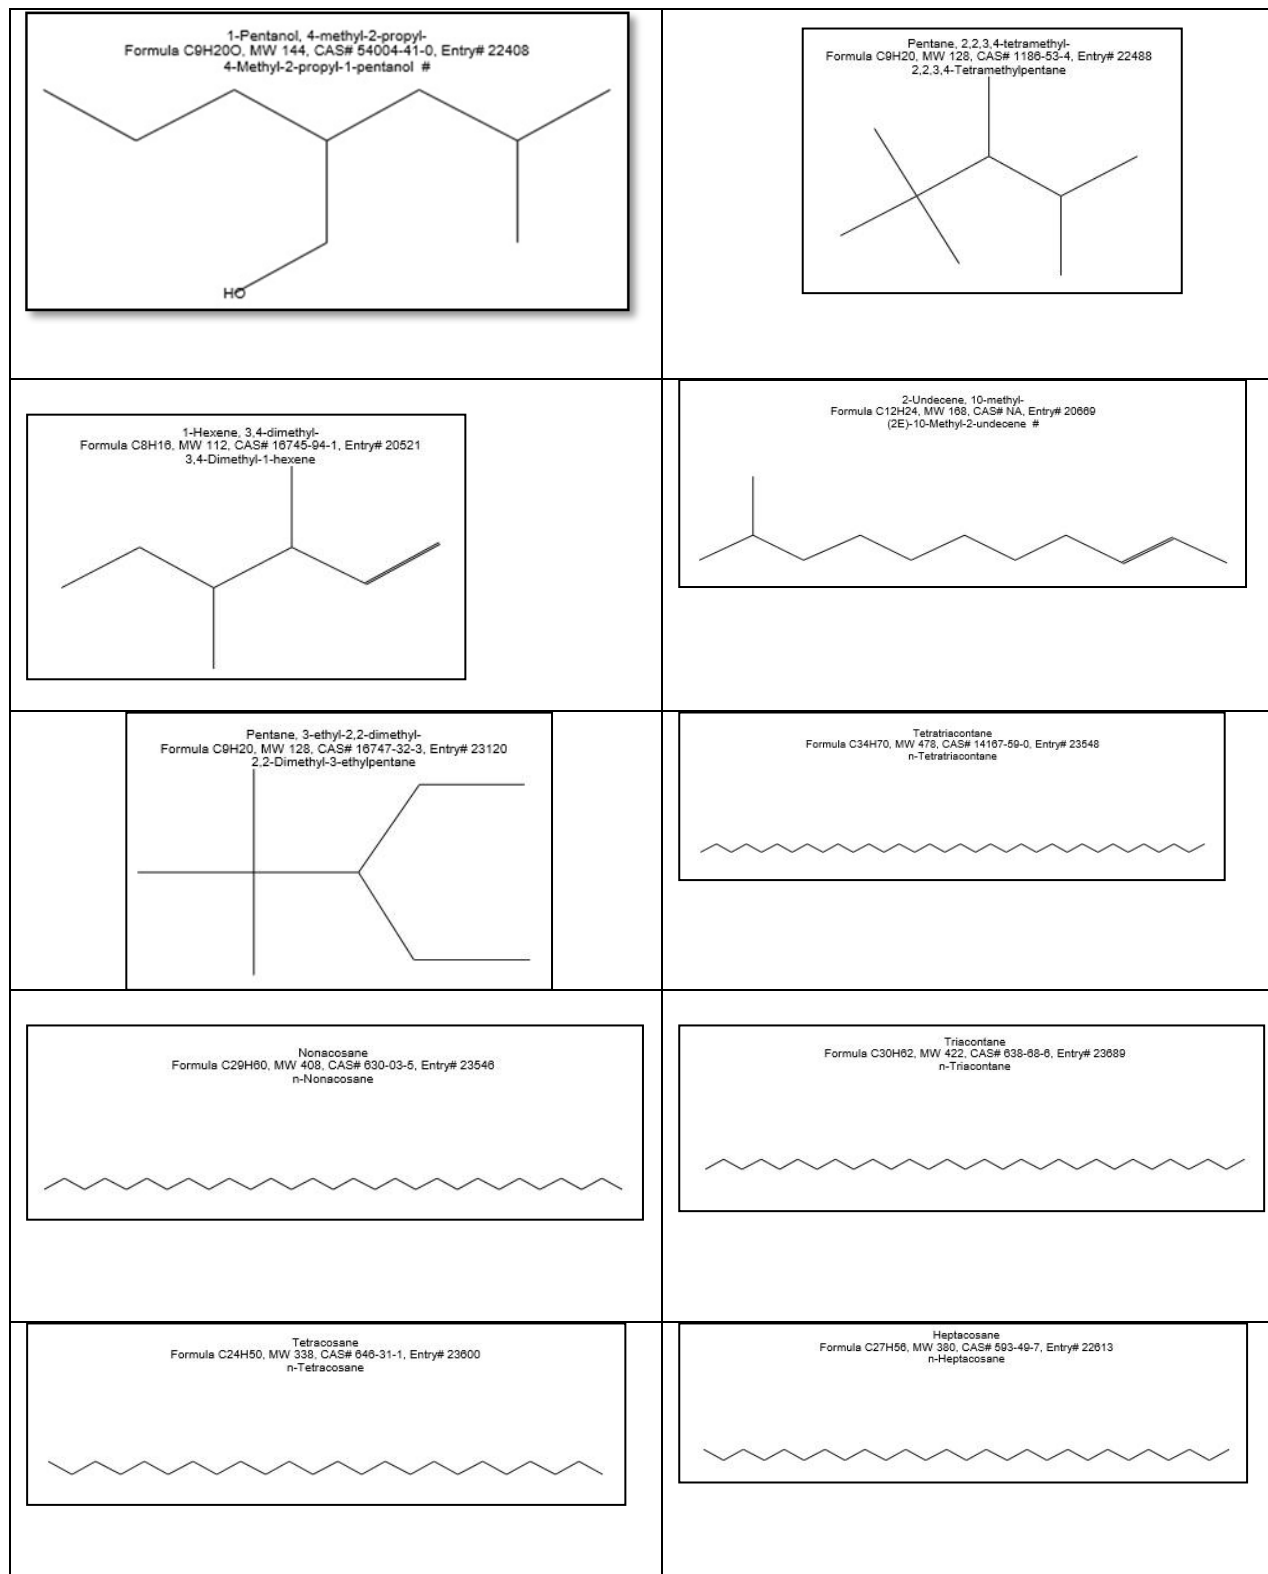 1-Pentanol, 4-methyl-2-propyl-
Formula C9H20O, MW 144, CAS# 54004-41-0, Entry# 22408
4-Methyl-2-propyl-1-pentanol #
HO
Pentane, 2,2,3,4-tetramethyl-
Formula C9H20, MW 128, CAS# 1186-53-4, Entry# 22488
2,2,3,4-Tetramethylpentane
1-Hexene, 3,4-dimethyl-
Formula C8H16, MW 112, CAS# 16745-94-1, Entry# 20521
3,4-Dimethyl-1-hexene
2-Undecene, 10-methyl-
Formula C12H24, MW 168, CAS# NA, Entry# 20669
(2E)-10-Methyl-2-undecene #
Pentane, 3-ethyl-2,2-dimethyl-
Formula C9H20, MW 128, CAS# 16747-32-3, Entry# 23120
2,2-Dimethyl-3-ethylpentane
Tetratriacontane
Formula C34H70, MW 478, CAS# 14167-59-0, Entry# 23548
n-Tetratriacontane
Nonacosane
Formula C29H60, MW 408, CAS# 630-03-5, Entry# 23546
n-Nonacosane
Triacontane
Formula C30H62, MW 422, CAS# 638-68-6, Entry# 23689
n-Triacontane
Tetracosane
Formula C24H50, MW 338, CAS# 646-31-1, Entry# 23600
n-Tetracosane
Heptacosane
Formula C27H56, MW 380, CAS# 593-49-7, Entry# 22613
n-Heptacosane